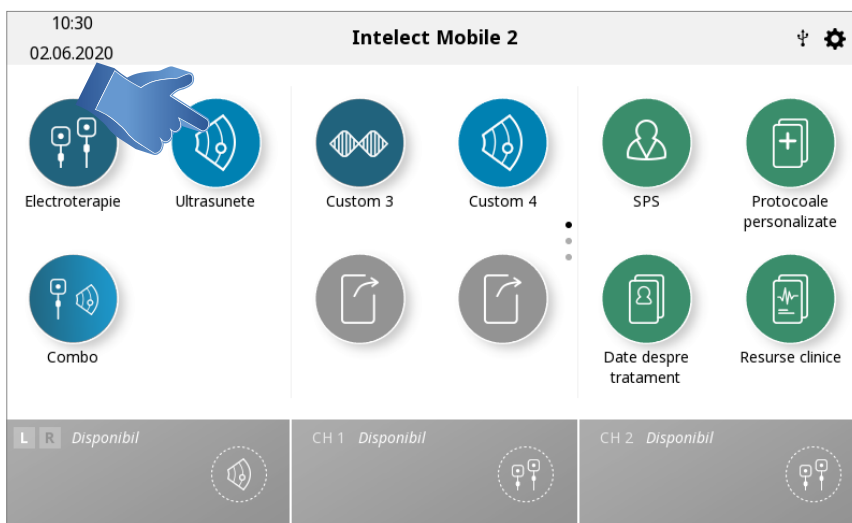 10:30
02.06.2020
Intelect Mobile 2
Electroterapie
Ultrasunete
Custom 3
Custom 4
SPS
Protocoale
personalizate
Combo
Date despre
tratament
Resurse clinice
L R Disponibil
CH 1 Disponibil
CH 2 Disponibil